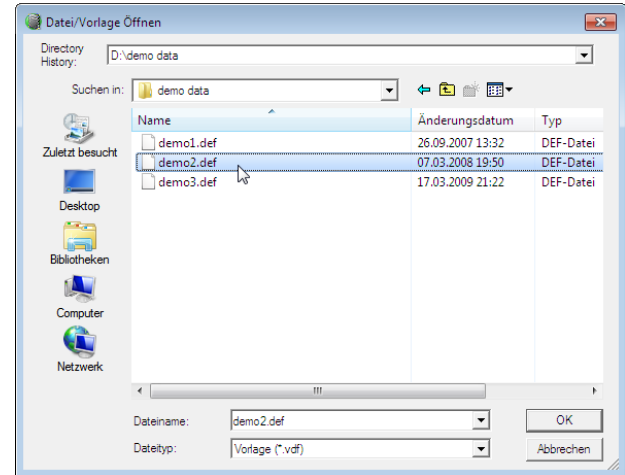 Datei/Vorlage Öffnen
Directory History: D:\demo data
Suchen in: demo data
Name Änderungsdatum Typ
demo1.def 26.09.2007 13:32 DEF-Datei
demo2.def 07.03.2008 19:50 DEF-Datei
demo3.def 17.03.2009 21:22 DEF-Datei
Zuletzt besucht
Desktop
Bibliotheken
Computer
Netzwerk
Dateiname: demo2.def OK
Dateityp: Vorlage (*.vdf) Abbrechen